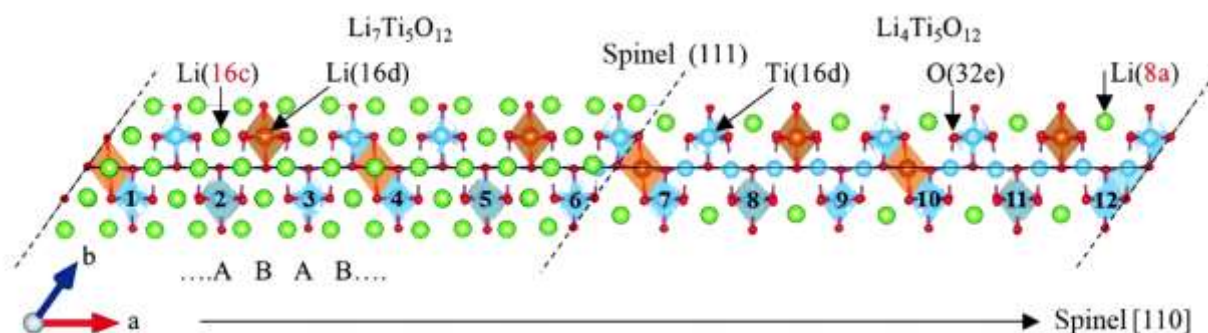 Li₇Ti₅O₁₂ Li₄Ti₅O₁₂
Spinel (111)
Li(16c) Li(16d) Ti(16d) O(32e) Li(8a)
1 2 3 4 5 6 7 8 9 10 11 12
....A B A B....
b
a
Spinel [110]